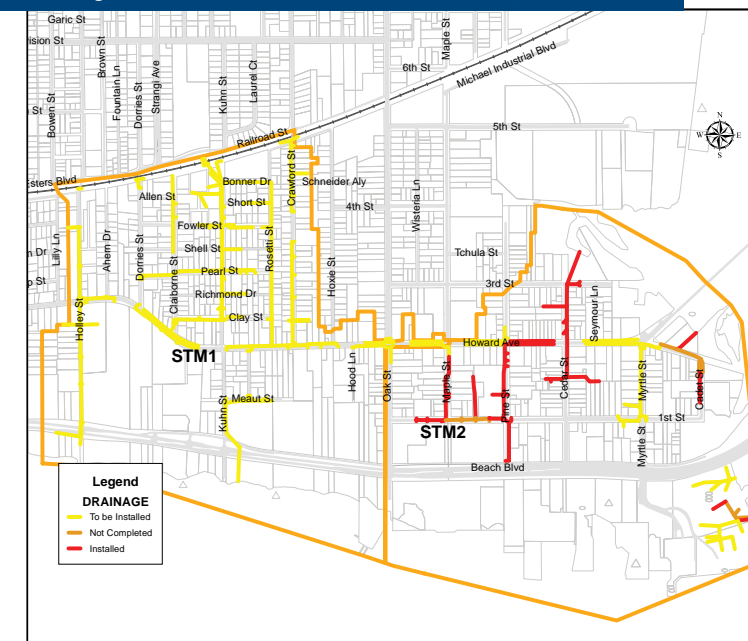 Garic St
ision St
Bowen St
Brown St
Fountain Ln
Dorries St
Strangi Ave
Kuhn St
Laurel Ct
Maple St
6th St
Michael Industrial Blvd
5th St
N
W
E
S
Railroad St
sters Blvd
Crawford St
Schneider Aly
Bonner Dr
Allen St
Short St
4th St
Wisteria Ln
Fowler St
Shell St
Pearl St
Richmond Dr
Clay St
Lilly Ln
Ahern Dr
Dorries St
Claiborne St
Rosetti St
Hoxie St
Tchula St
3rd St
Seymour Ln
n Dr
p St
Holley St
STM1
Howard Ave
Hood Ln
Oak St
Maple St
Pine St
Cedar St
Myrtle St
Cadet St
Kuhn St
Meaut St
STM2
1st St
Myrtle St
Beach Blvd
Legend
DRAINAGE
To be Installed
Not Completed
Installed